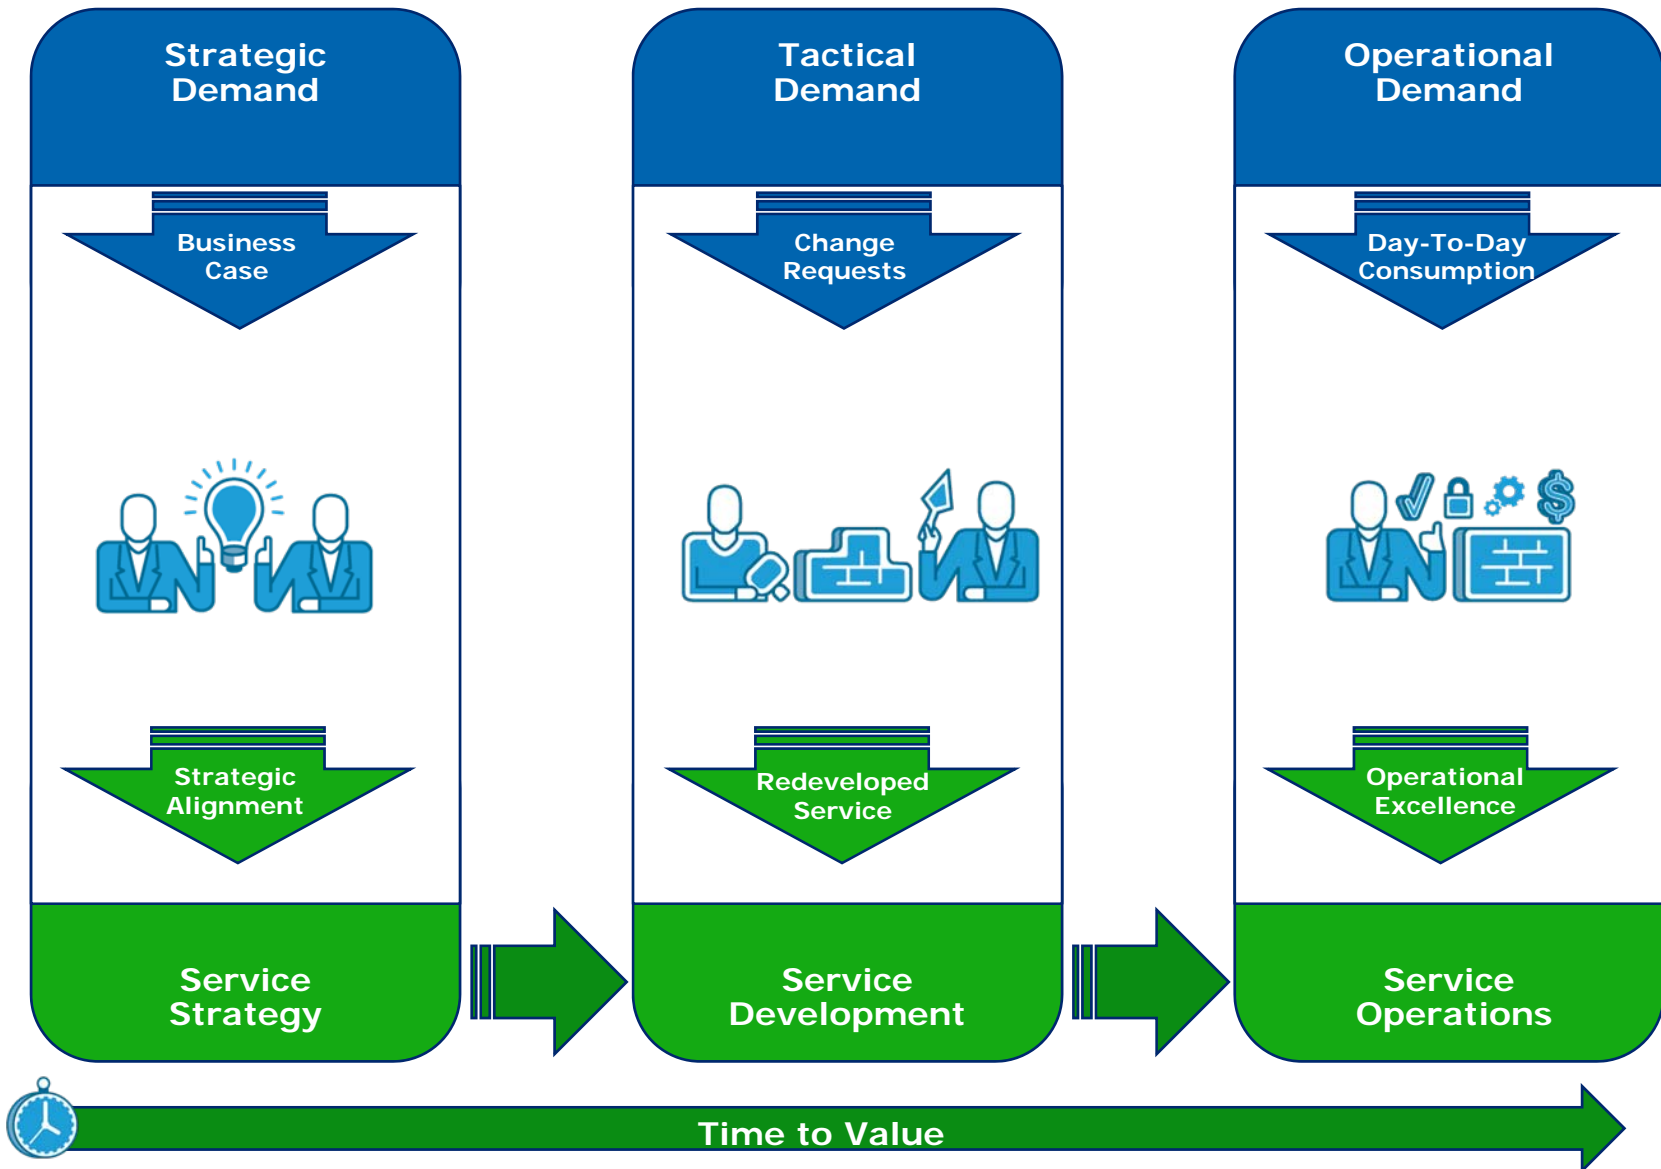 Strategic
Demand
Tactical
Demand
Operational
Demand
Business
Case
Change
Requests
Day-To-Day
Consumption
$
Strategic
Alignment
Redeveloped
Service
Operational
Excellence
Service
Strategy
Service
Development
Service
Operations
Time to Value